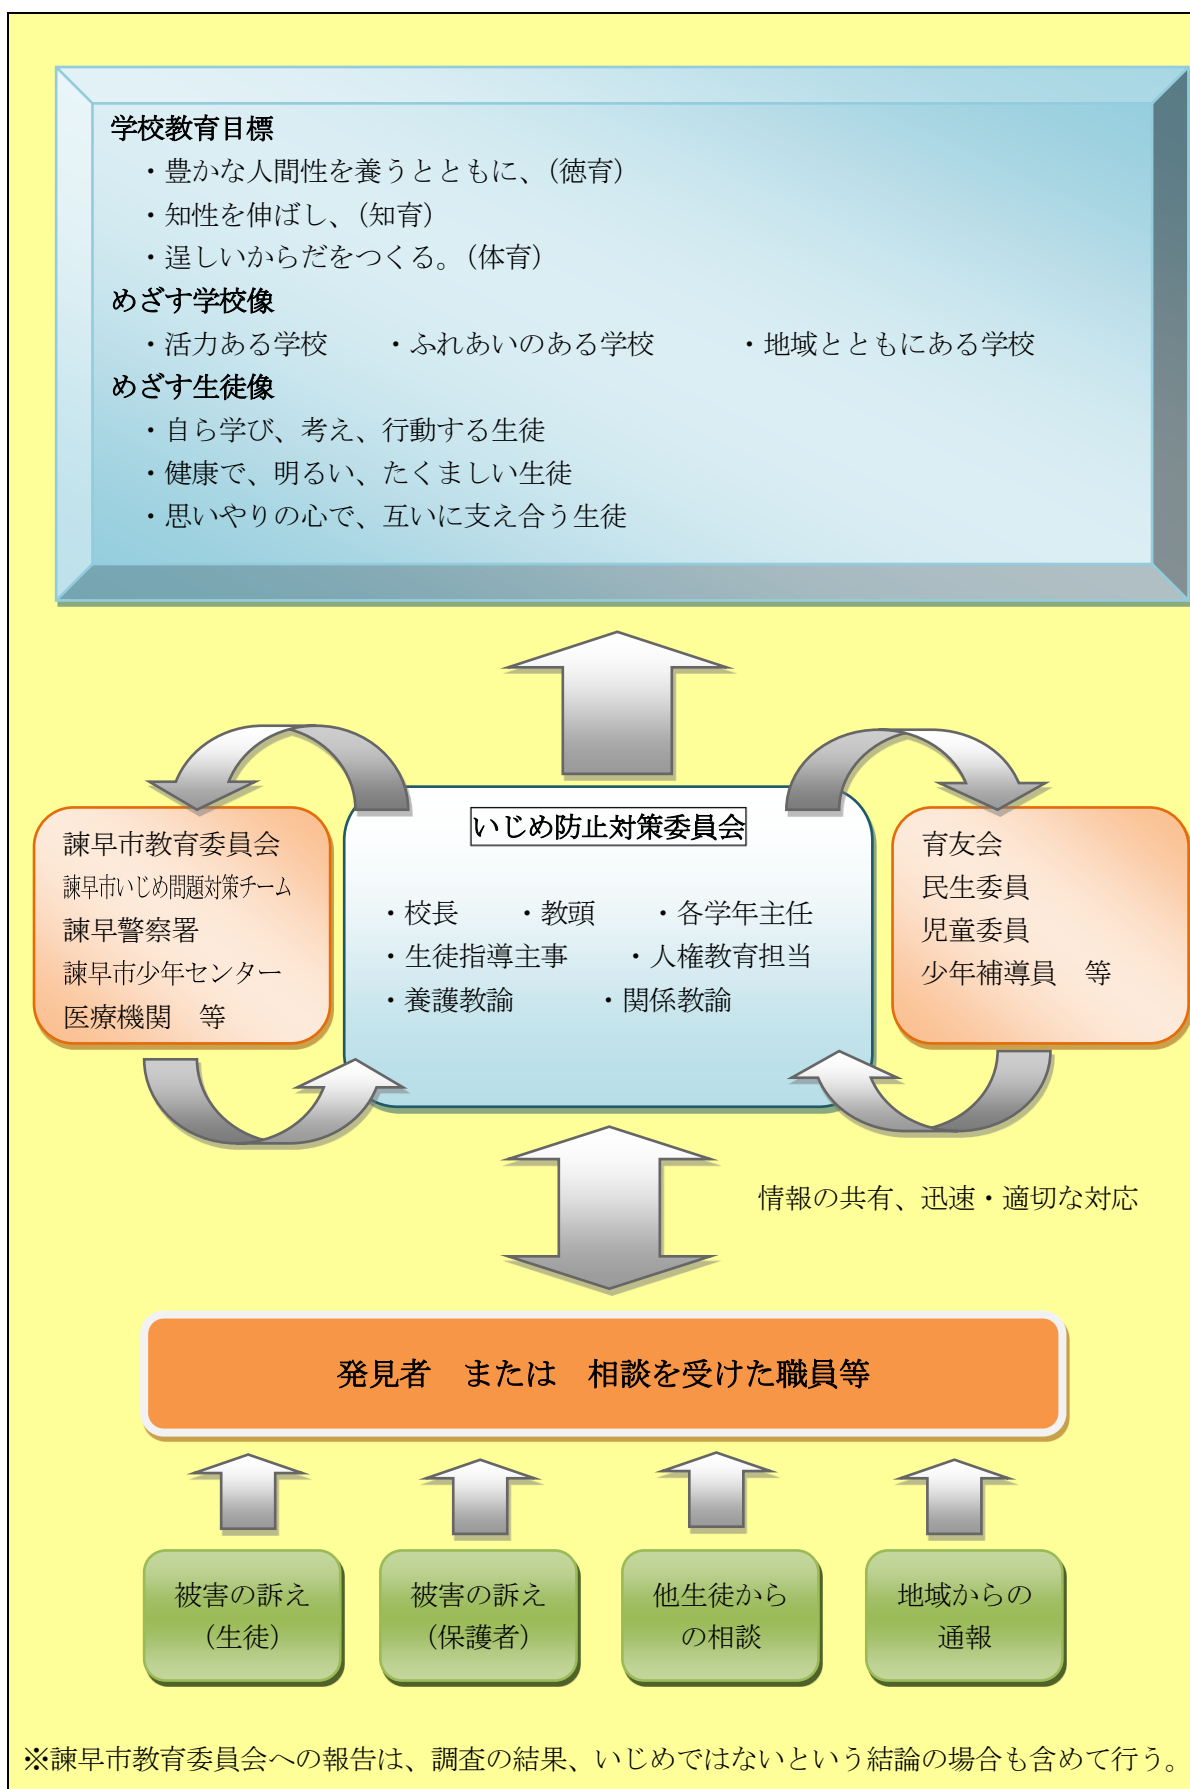 学校教育目標
・豊かな人間性を養うとともに、（徳育）
・知性を伸ばし、（知育）
・逞しいからだをつくる。（体育）
めざす学校像
・活力ある学校　　・ふれあいのある学校　　　・地域とともにある学校
めざす生徒像
・自ら学び、考え、行動する生徒
・健康で、明るい、たくましい生徒
・思いやりの心で、互いに支え合う生徒
諫早市教育委員会
諫早市いじめ問題対策チーム
諫早警察署
諫早市少年センター
医療機関　等
いじめ防止対策委員会
・校長　　・教頭　　・各学年主任
・生徒指導主事　　・人権教育担当
・養護教諭　　　・関係教諭
育友会
民生委員
児童委員
少年補導員　等
情報の共有、迅速・適切な対応
発見者　または　相談を受けた職員等
被害の訴え
（生徒）
被害の訴え
（保護者）
他生徒から
の相談
地域からの
通報
※諫早市教育委員会への報告は、調査の結果、いじめではないという結論の場合も含めて行う。